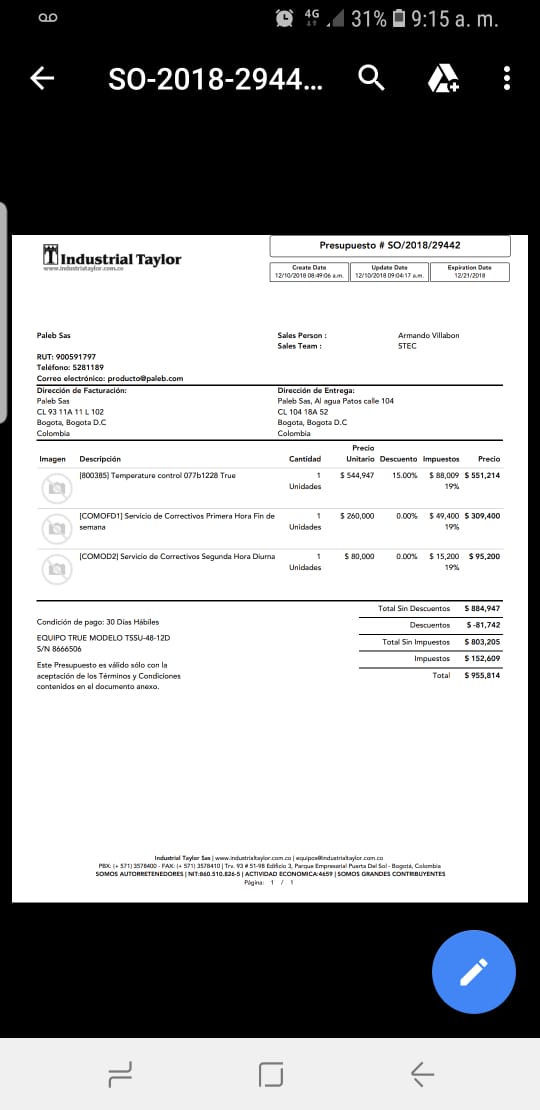 4G 31% 9:15 a. m.
SO-2018-2944...
Industrial Taylor
www.industrialtaylor.com.co
Presupuesto # SO/2018/29442
Create Date Update Date Expiration Date
12/10/2018 08:49:06 a.m. 12/10/2018 09:04:17 a.m. 12/21/2018
Paleb Sas Sales Person : Armando Villabon
Sales Team : STEC
RUT: 900591797
Teléfono: 5281189
Correo electrónico: producto@paleb.com
Dirección de Facturación: Dirección de Entrega:
Paleb Sas Paleb Sas, Al agua Patos calle 104
CL 93 11A 11 L 102 CL 104 18A 52
Bogota, Bogota D.C Bogota, Bogota D.C
Colombia Colombia
Precio
Imagen Descripción Cantidad Unitario Descuento Impuestos Precio
[800385] Temperature control 077b1228 True 1 $ 544,947 15.00% $ 88,009 $ 551,214
Unidades 19%
[COMOFD1] Servicio de Correctivos Primera Hora Fin de 1 $ 260,000 0.00% $ 49,400 $ 309,400
semana Unidades 19%
[COMOD2] Servicio de Correctivos Segunda Hora Diurna 1 $ 80,000 0.00% $ 15,200 $ 95,200
Unidades 19%
Total Sin Descuentos $ 884,947
Condición de pago: 30 Días Hábiles
Descuentos $ -81,742
EQUIPO TRUE MODELO TSSU-48-12D
Total Sin Impuestos $ 803,205
S/N 8666506
Impuestos $ 152,609
Este Presupuesto es válido sólo con la
aceptación de los Términos y Condiciones Total $ 955,814
contenidos en el documento anexo.
Industrial Taylor Sas | www.industrialtaylor.com.co | equipos@industrialtaylor.com.co
PBX: (+ 571) 3578400 - FAX: (+ 571) 3578410 | Trv. 93 # 51-98 Edificio 3, Parque Empresarial Puerta Del Sol - Bogotá, Colombia
SOMOS AUTORRETENEDORES | NIT:860.510.826-5 | ACTIVIDAD ECONOMICA:4659 | SOMOS GRANDES CONTRIBUYENTES
Página: 1 / 1